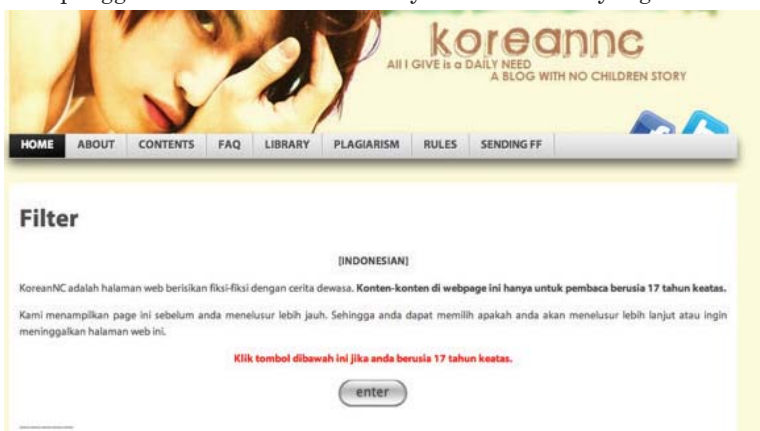 koreannc
All I GIVE is a DAILY NEED
A BLOG WITH NO CHILDREN STORY
HOME ABOUT CONTENTS FAQ LIBRARY PLAGIARISM RULES SENDING FF
Filter
[INDONESIAN]
KoreanNC adalah halaman web berisikan fiksi-fiksi dengan cerita dewasa. Konten-konten di webpage ini hanya untuk pembaca berusia 17 tahun keatas.
Kami menampilkan page ini sebelum anda menelusur lebih jauh. Sehingga anda dapat memilih apakah anda akan menelusur lebih lanjut atau ingin
meninggalkan halaman web ini.
Klik tombol dibawah ini jika anda berusia 17 tahun keatas.
enter